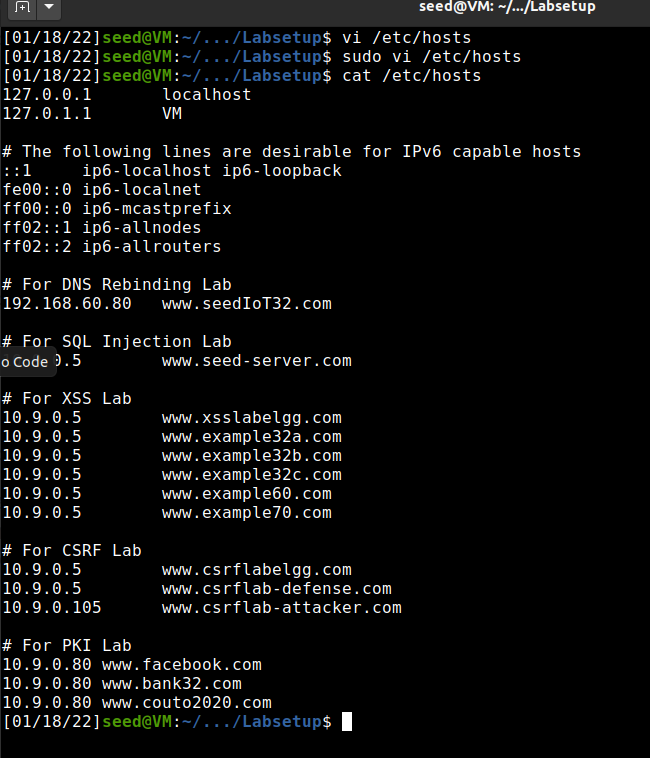 seed@VM: ~/.../Labsetup
[01/18/22]seed@VM:~/.../Labsetup$ vi /etc/hosts
[01/18/22]seed@VM:~/.../Labsetup$ sudo vi /etc/hosts
[01/18/22]seed@VM:~/.../Labsetup$ cat /etc/hosts
127.0.0.1       localhost
127.0.1.1       VM
# The following lines are desirable for IPv6 capable hosts
::1     ip6-localhost ip6-loopback
fe00::0 ip6-localnet
ff00::0 ip6-mcastprefix
ff02::1 ip6-allnodes
ff02::2 ip6-allrouters
# For DNS Rebinding Lab
192.168.60.80   www.seedIoT32.com
# For SQL Injection Lab
o Code
0.5        www.seed-server.com
# For XSS Lab
10.9.0.5        www.xsslabelgg.com
10.9.0.5        www.example32a.com
10.9.0.5        www.example32b.com
10.9.0.5        www.example32c.com
10.9.0.5        www.example60.com
10.9.0.5        www.example70.com
# For CSRF Lab
10.9.0.5        www.csrflabelgg.com
10.9.0.5        www.csrflab-defense.com
10.9.0.105      www.csrflab-attacker.com
# For PKI Lab
10.9.0.80 www.facebook.com
10.9.0.80 www.bank32.com
10.9.0.80 www.couto2020.com
[01/18/22]seed@VM:~/.../Labsetup$